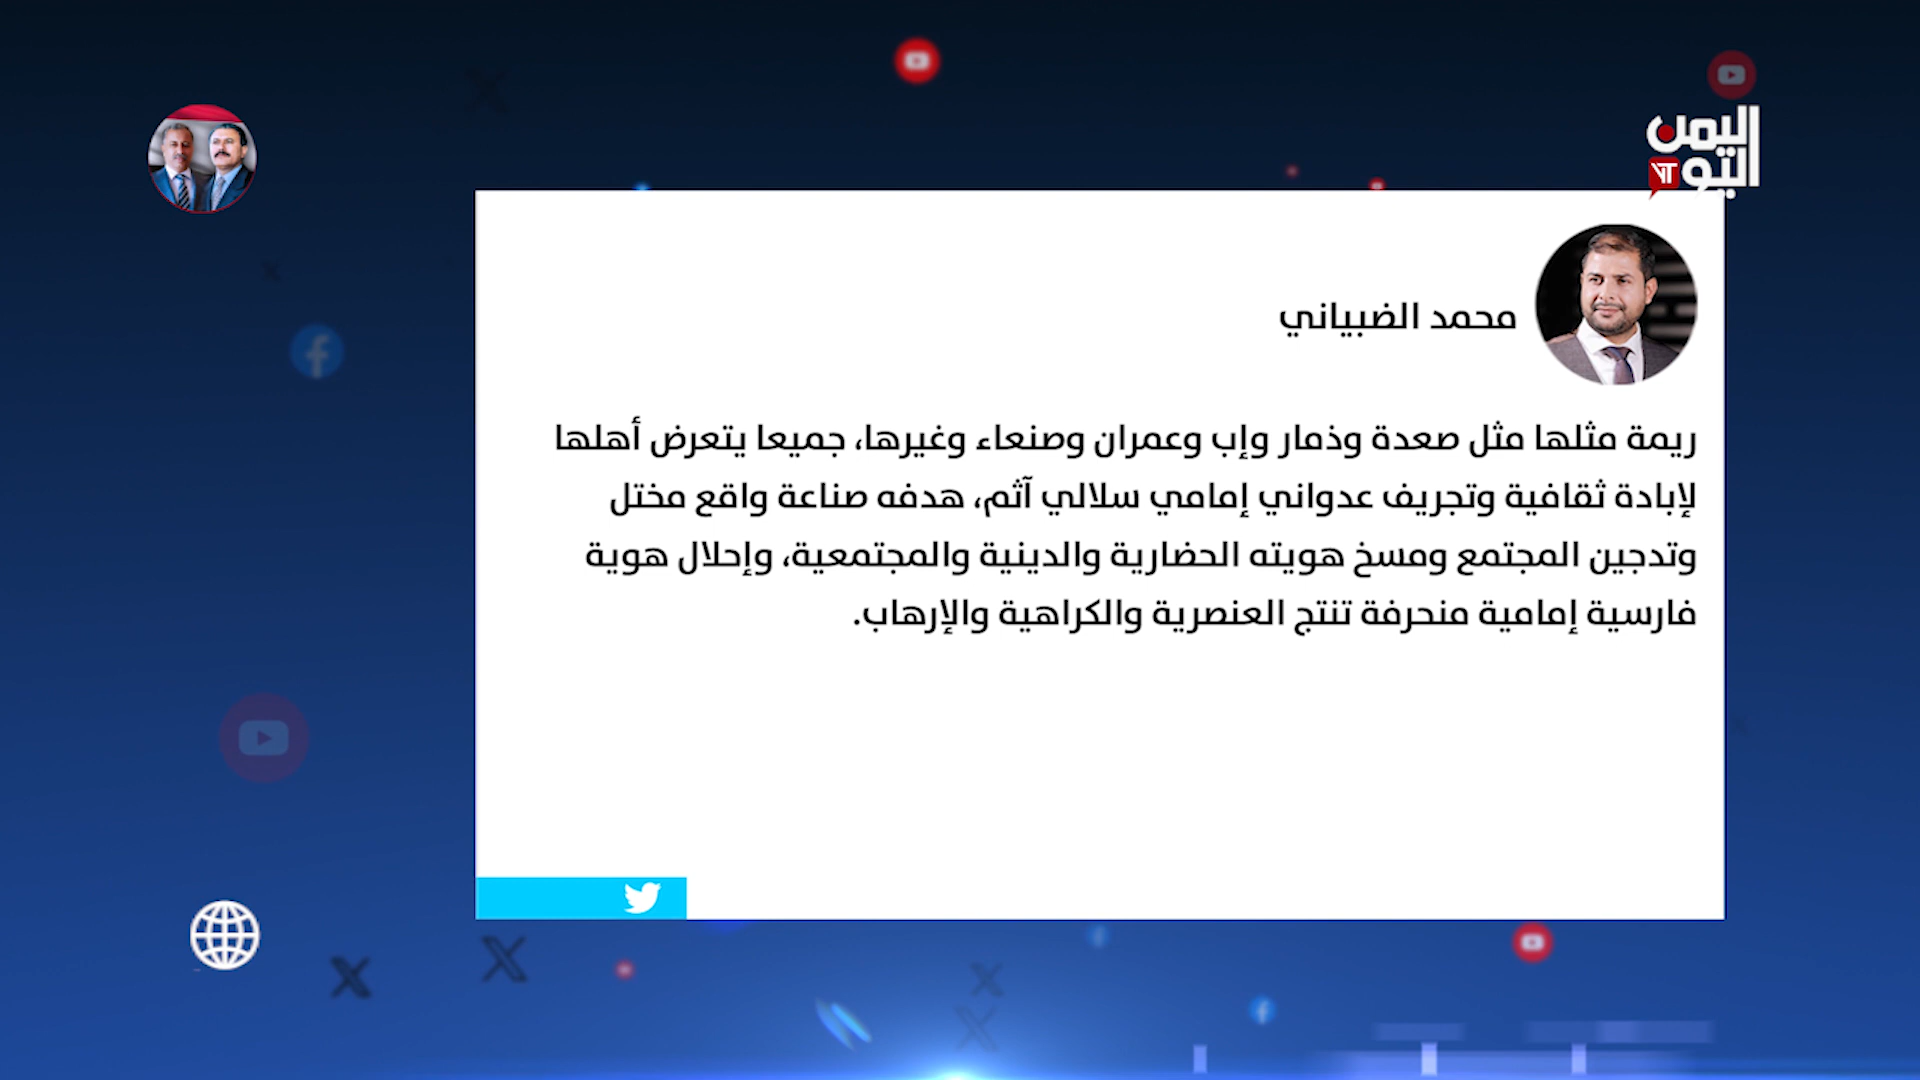 اليمن
اليوم
YT
محمد الضبياني
ريمة مثلها مثل صعدة وذمار وإب وعمران وصنعاء وغيرها، جميعا يتعرض أهلها
لإبادة ثقافية وتجريف عدواني إمامي سلالي آثم، هدفه صناعة واقع مختل
وتدجين المجتمع ومسخ هويته الحضارية والدينية والمجتمعية، وإحلال هوية
فارسية إمامية منحرفة تنتج العنصرية والكراهية والإرهاب.